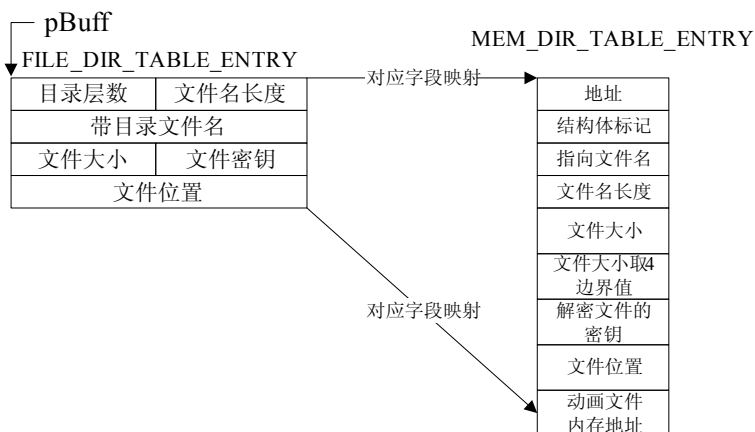 pBuff
FILE_DIR_TABLE_ENTRY
目录层数 文件名长度
带目录文件名
文件大小 文件密钥
文件位置
对应字段映射
对应字段映射
MEM_DIR_TABLE_ENTRY
地址
结构体标记
指向文件名
文件名长度
文件大小
文件大小取4
边界值
解密文件的
密钥
文件位置
动画文件
内存地址